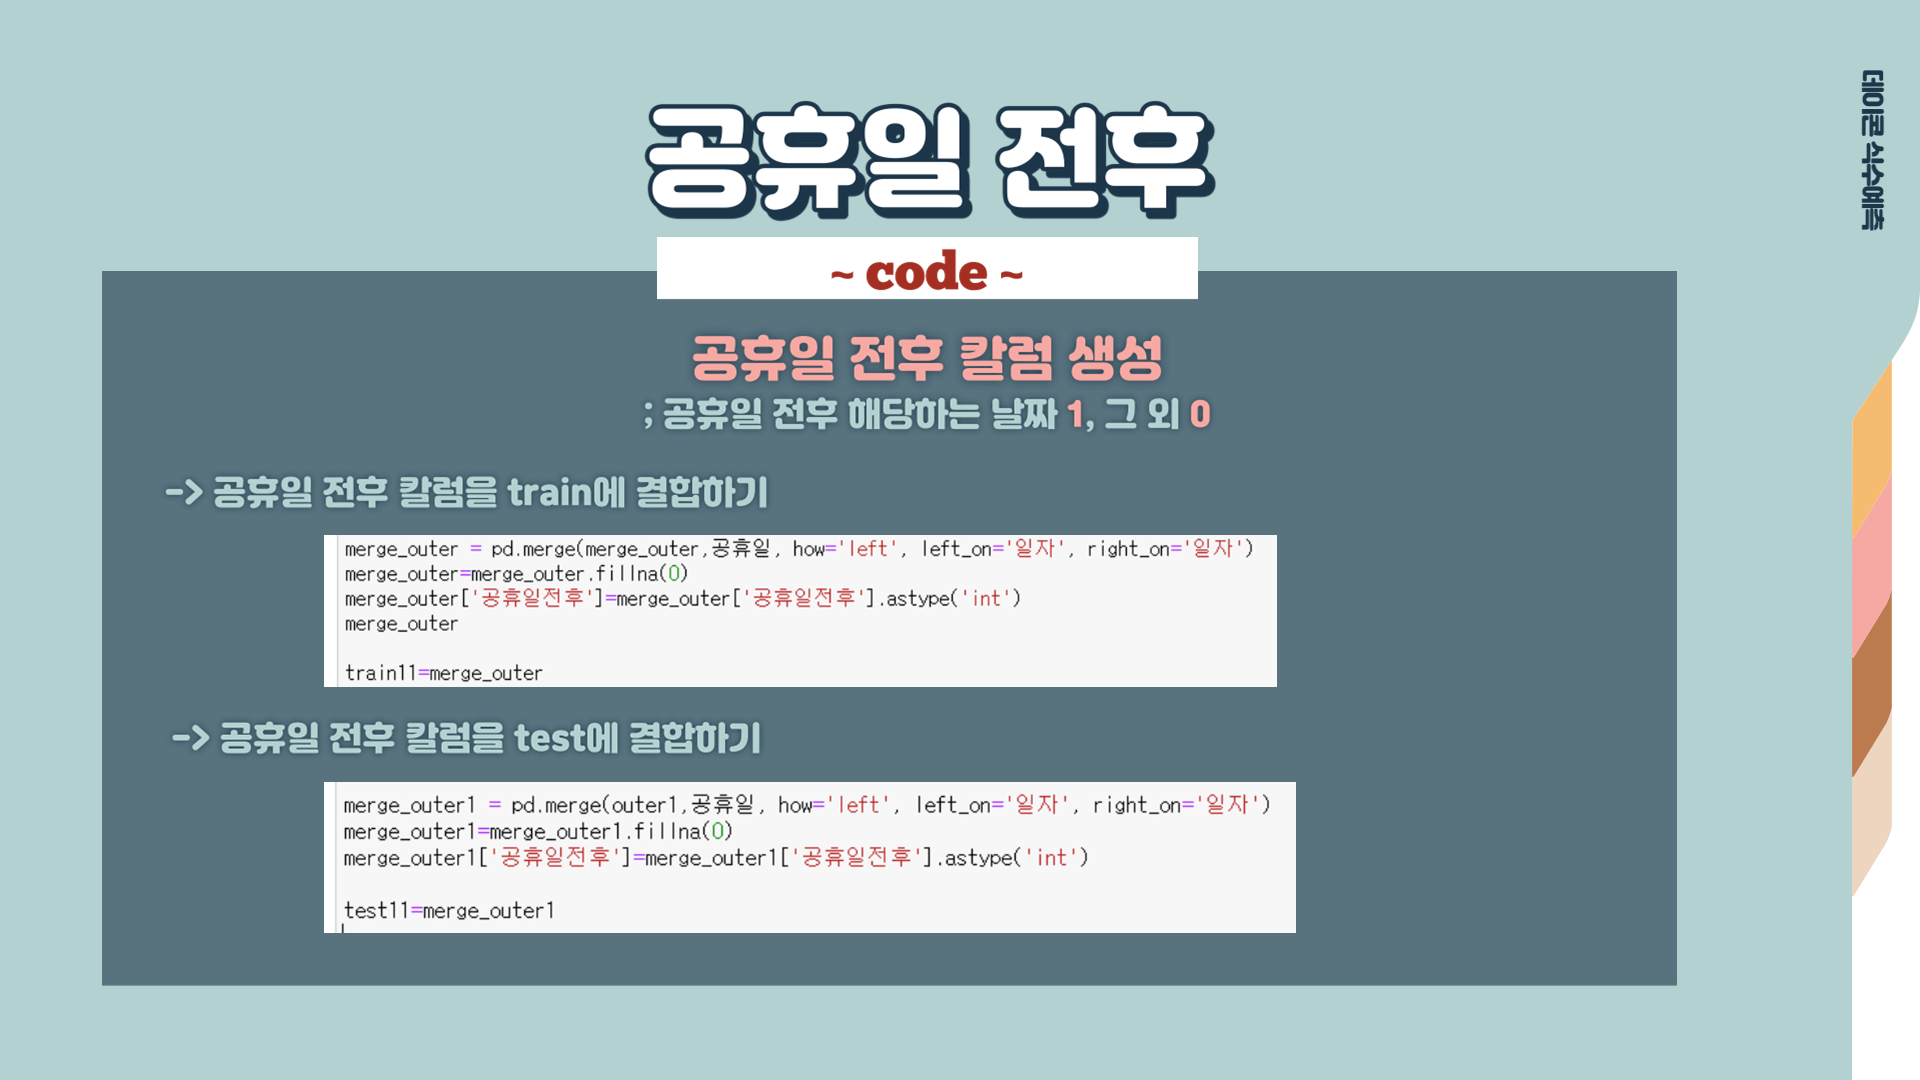 공휴일 전후
~ code ~
데이콘 식수예측
공휴일 전후 칼럼 생성
; 공휴일 전후 해당하는 날짜 1, 그 외 0
-> 공휴일 전후 칼럼을 train에 결합하기
merge_outer = pd.merge(merge_outer,공휴일, how='left', left_on='일자', right_on='일자')
merge_outer=merge_outer.fillna(0)
merge_outer['공휴일전후']=merge_outer['공휴일전후'].astype('int')
merge_outer
train11=merge_outer
-> 공휴일 전후 칼럼을 test에 결합하기
merge_outer1 = pd.merge(outer1,공휴일, how='left', left_on='일자', right_on='일자')
merge_outer1=merge_outer1.fillna(0)
merge_outer1['공휴일전후']=merge_outer1['공휴일전후'].astype('int')
test11=merge_outer1